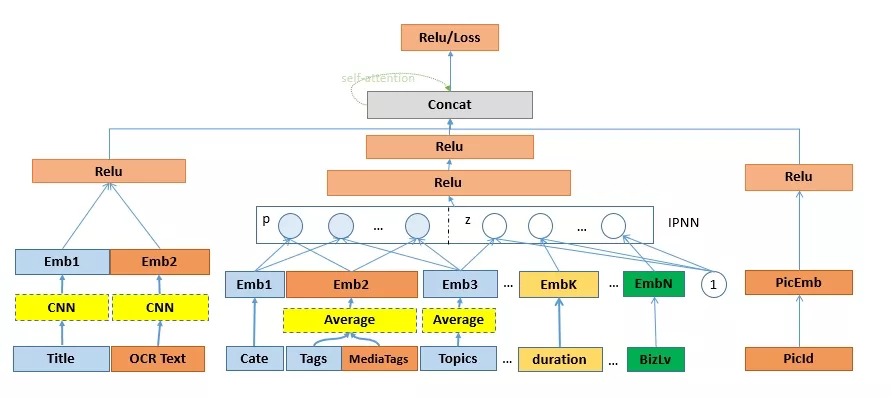 Relu/Loss
self-attention
Concat
Relu
Relu
Relu
Relu
p
...
z
...
IPNN
Emb1
Emb2
Emb1
Emb2
Emb3
...
EmbK
...
EmbN
1
PicEmb
CNN
CNN
Average
Average
Title
OCR Text
Cate
Tags
MediaTags
Topics
...
duration
...
BizLv
PicId